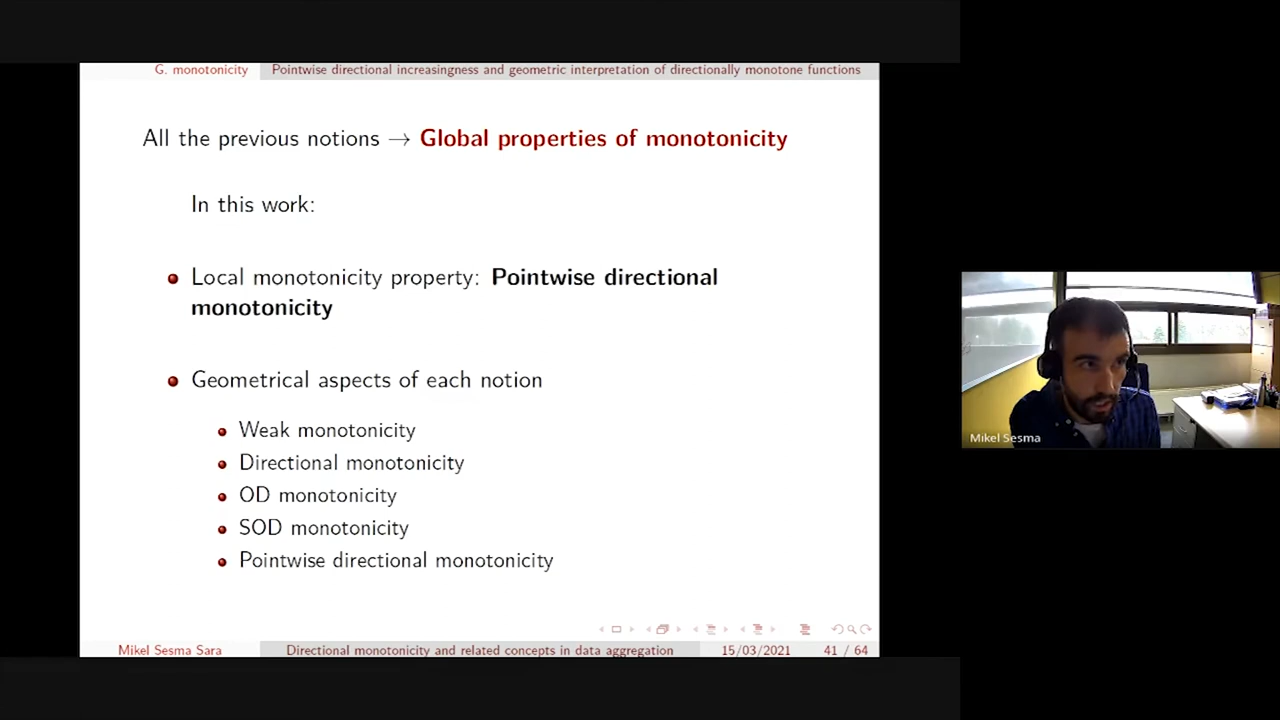 G. monotonicity Pointwise directional increasingness and geometric interpretation of directionally monotone functions
All the previous notions → Global properties of monotonicity
In this work:
Local monotonicity property: Pointwise directional
monotonicity
Geometrical aspects of each notion
Weak monotonicity
Directional monotonicity
OD monotonicity
SOD monotonicity
Pointwise directional monotonicity
Mikel Sesma Sara Directional monotonicity and related concepts in data aggregation 15/03/2021 41 / 64
Mikel Sesma